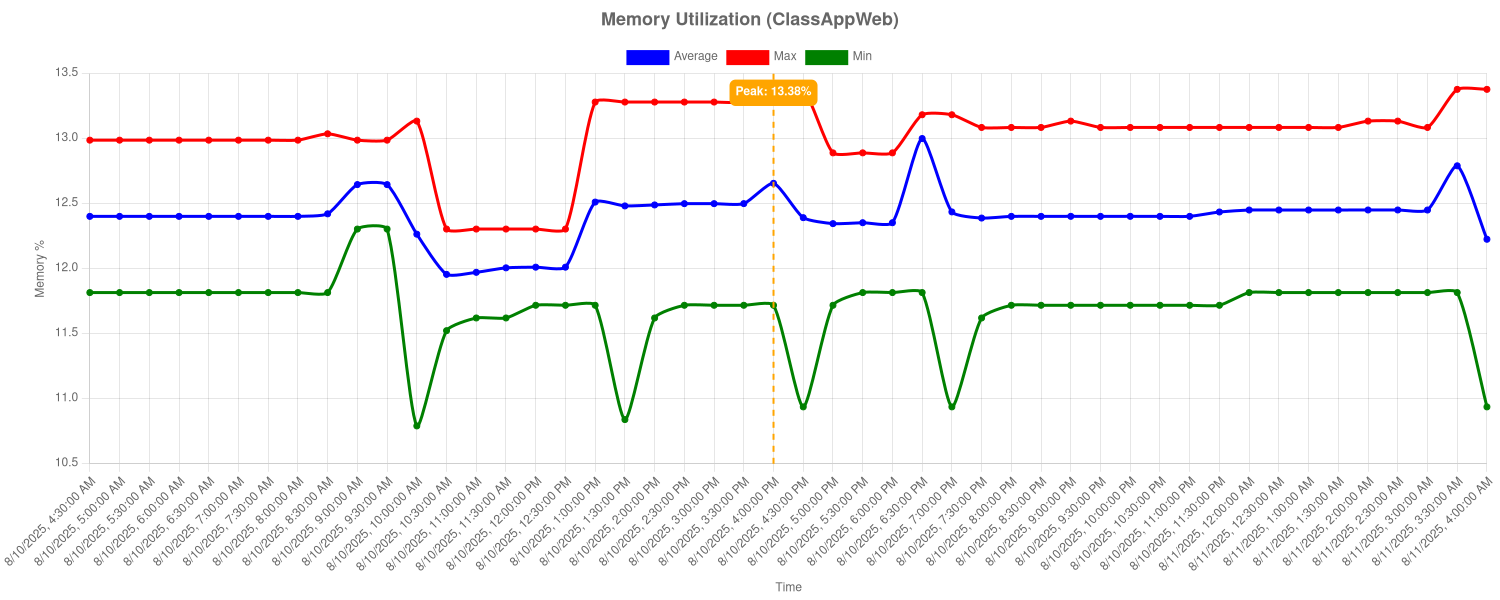 Memory Utilization (ClassAppWeb)
Average Max Min
Peak: 13.38%
13.5
13.0
12.5
12.0
11.5
11.0
10.5
Memory %
8/10/2025, 4:30:00 AM
8/10/2025, 5:00:00 AM
8/10/2025, 5:30:00 AM
8/10/2025, 6:00:00 AM
8/10/2025, 6:30:00 AM
8/10/2025, 7:00:00 AM
8/10/2025, 7:30:00 AM
8/10/2025, 8:00:00 AM
8/10/2025, 8:30:00 AM
8/10/2025, 9:00:00 AM
8/10/2025, 9:30:00 AM
8/10/2025, 10:00:00 AM
8/10/2025, 10:30:00 AM
8/10/2025, 11:00:00 AM
8/10/2025, 11:30:00 AM
8/10/2025, 12:00:00 PM
8/10/2025, 12:30:00 PM
8/10/2025, 1:00:00 PM
8/10/2025, 1:30:00 PM
8/10/2025, 2:00:00 PM
8/10/2025, 2:30:00 PM
8/10/2025, 3:00:00 PM
8/10/2025, 3:30:00 PM
8/10/2025, 4:00:00 PM
8/10/2025, 4:30:00 PM
8/10/2025, 5:00:00 PM
8/10/2025, 5:30:00 PM
8/10/2025, 6:00:00 PM
8/10/2025, 6:30:00 PM
8/10/2025, 7:00:00 PM
8/10/2025, 7:30:00 PM
8/10/2025, 8:00:00 PM
8/10/2025, 8:30:00 PM
8/10/2025, 9:00:00 PM
8/10/2025, 9:30:00 PM
8/10/2025, 10:00:00 PM
8/10/2025, 10:30:00 PM
8/10/2025, 11:00:00 PM
8/10/2025, 11:30:00 PM
8/11/2025, 12:00:00 AM
8/11/2025, 12:30:00 AM
8/11/2025, 1:00:00 AM
8/11/2025, 1:30:00 AM
8/11/2025, 2:00:00 AM
8/11/2025, 2:30:00 AM
8/11/2025, 3:00:00 AM
8/11/2025, 3:30:00 AM
8/11/2025, 4:00:00 AM
Time